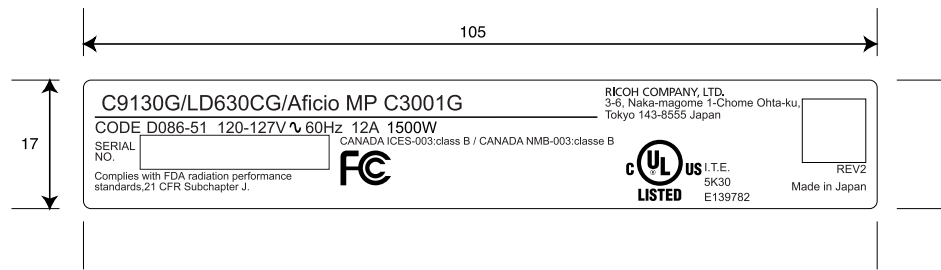 105
17
C9130G/LD630CG/Aficio MP C3001G
CODE D086-51 120-127V ∿ 60Hz 12A 1500W
SERIAL
NO.
CANADA ICES-003:class B / CANADA NMB-003:classe B
FC
Complies with FDA radiation performance
standards,21 CFR Subchapter J.
RICOH COMPANY, LTD.
3-6, Naka-magome 1-Chome Ohta-ku,
Tokyo 143-8555 Japan
C UL US
®
LISTED
I.T.E.
5K30
E139782
REV2
Made in Japan